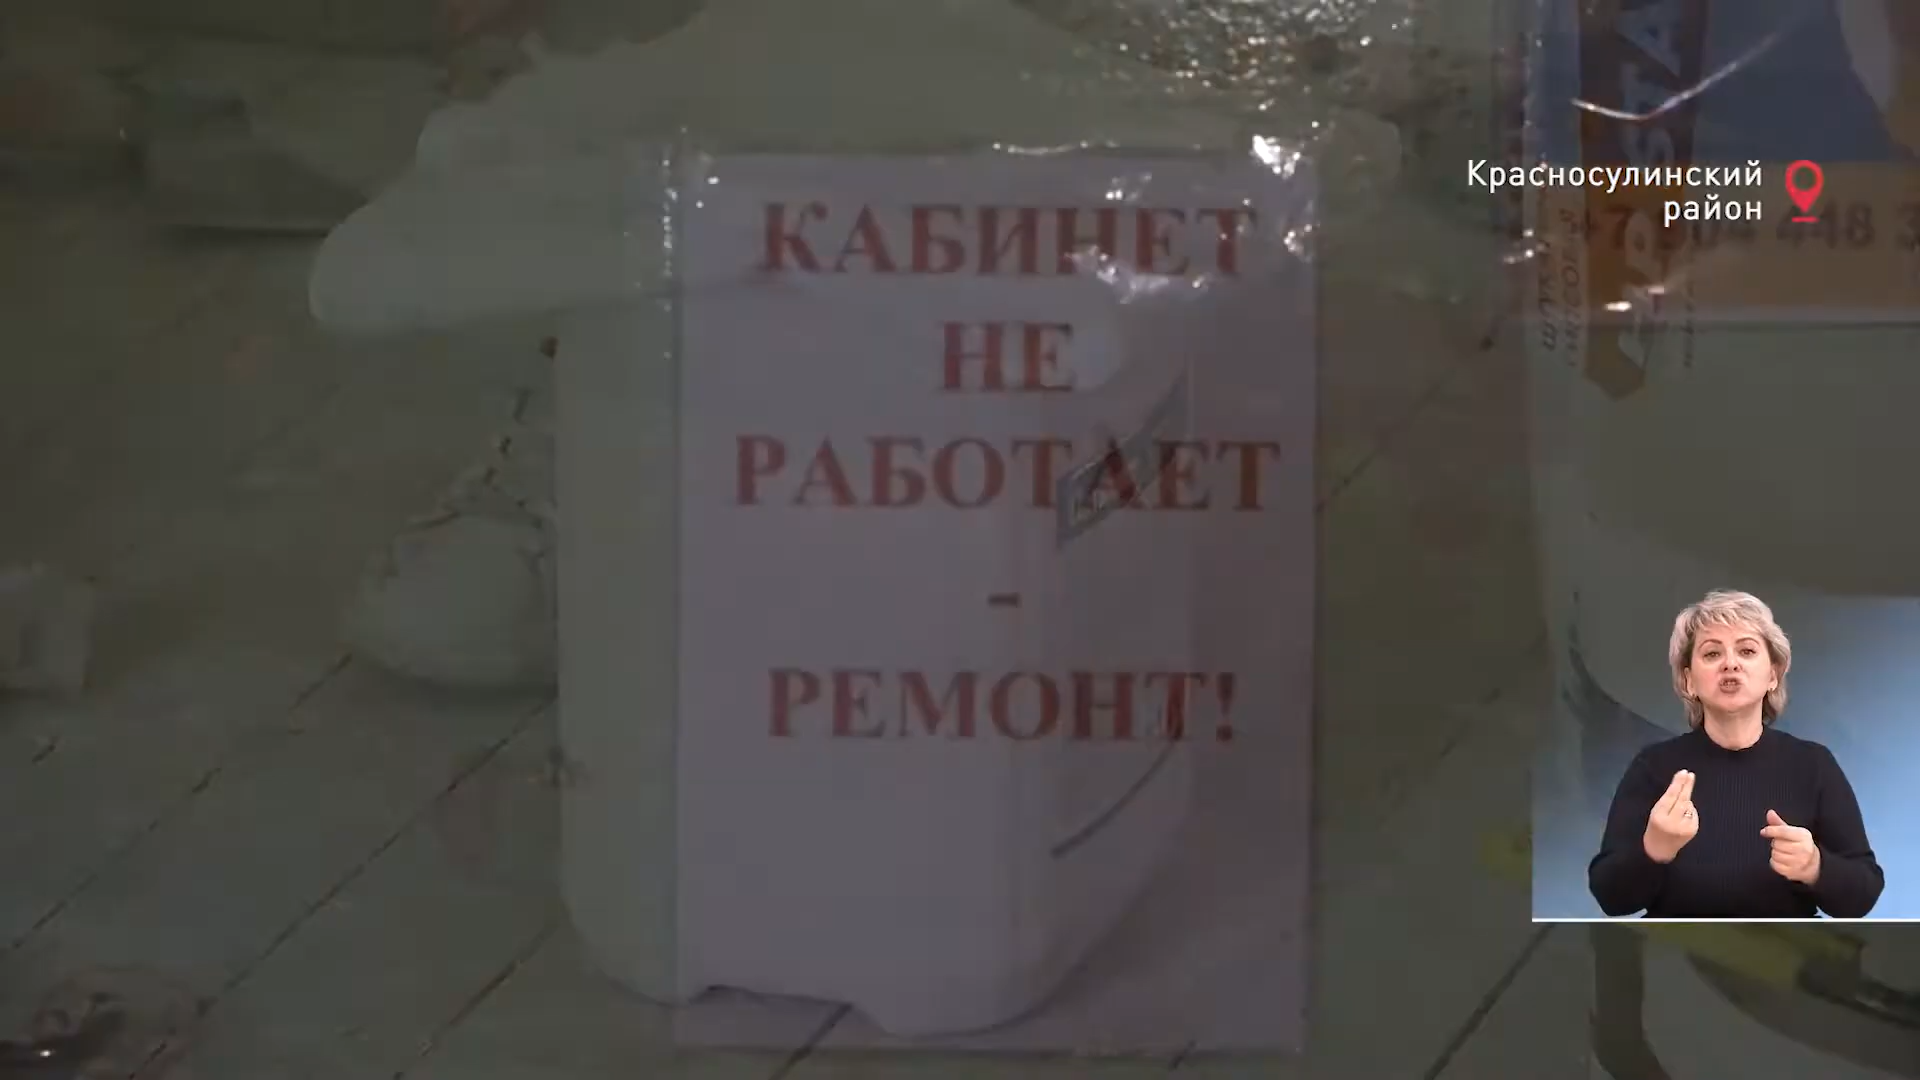 Красносулинский
район
КАБИНЕТ
НЕ
РАБОТАЕТ
-
РЕМОНТ!